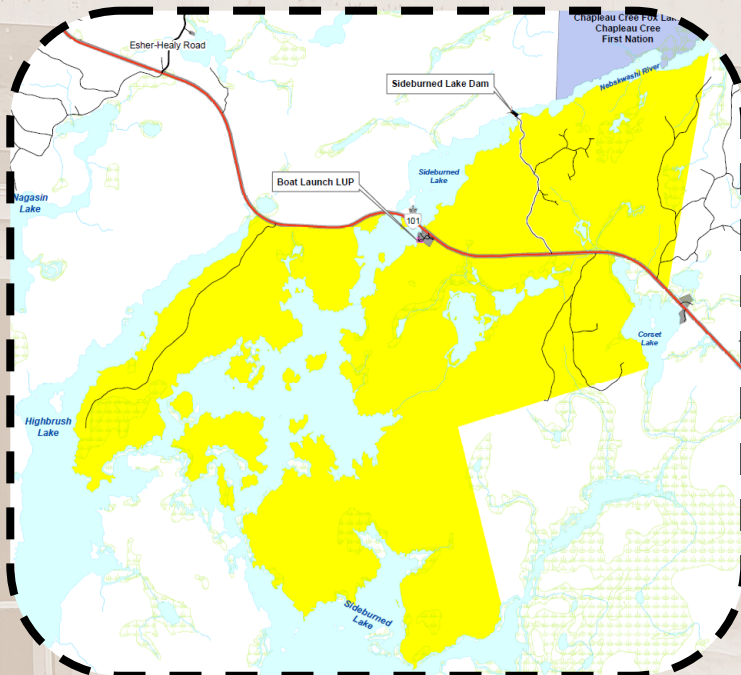 Chapleau Cree Fox
Chapleau Cree
First Nation
Esher-Healy Road
Nebskwashi River
Sideburned Lake Dam
Sideburned
Lake
Boat Launch LUP
Nagasin
Lake
101
Corset
Lake
Highbrush
Lake
Sideburned
Lake